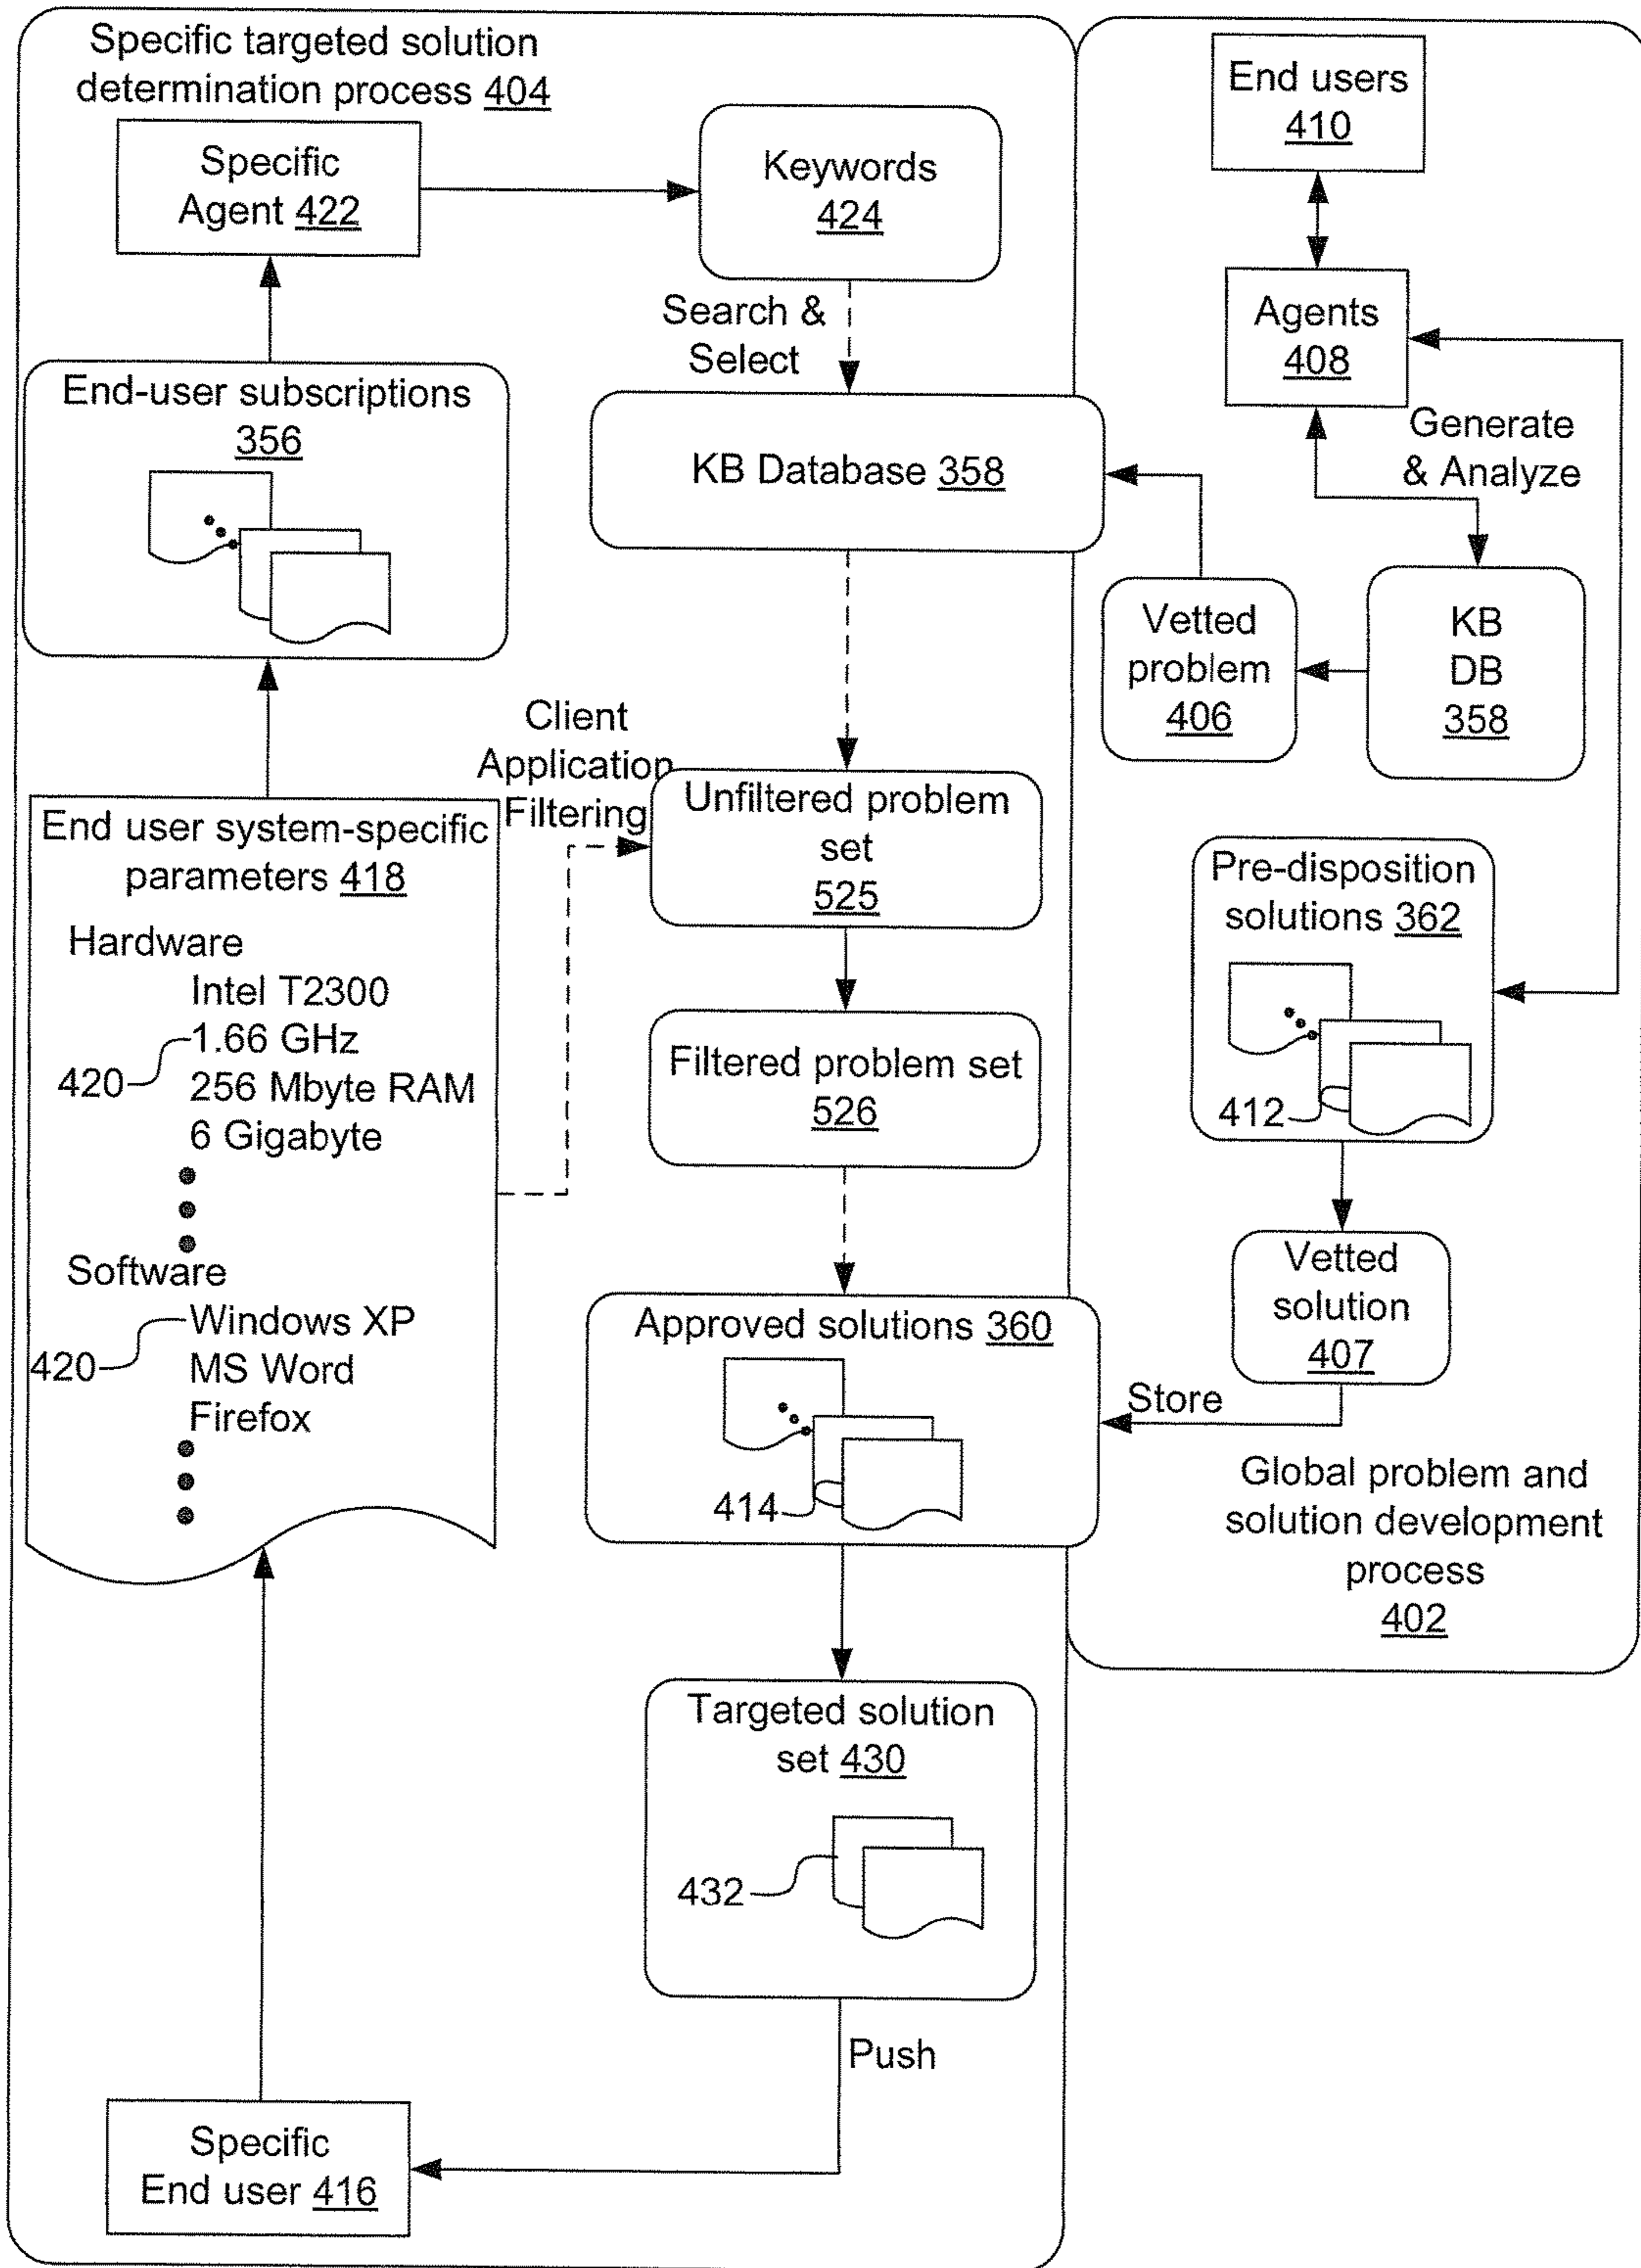 Specific targeted solution
determination process 404
Specific
Agent 422
Keywords
424
Search &
Select
End-user subscriptions
356
KB Database 358
Client
Application
Filtering
End user system-specific
parameters 418
Hardware
Intel T2300
1.66 GHz
420
256 Mbyte RAM
6 Gigabyte
Software
Windows XP
420
MS Word
Firefox
Unfiltered problem
set
525
Filtered problem set
526
Approved solutions 360
414
Targeted solution
set 430
432
Push
Specific
End user 416
End users
410
Agents
408
Generate
& Analyze
Vetted
problem
406
KB
DB
358
Pre-disposition
solutions 362
412
Vetted
solution
407
Store
Global problem and
solution development
process
402